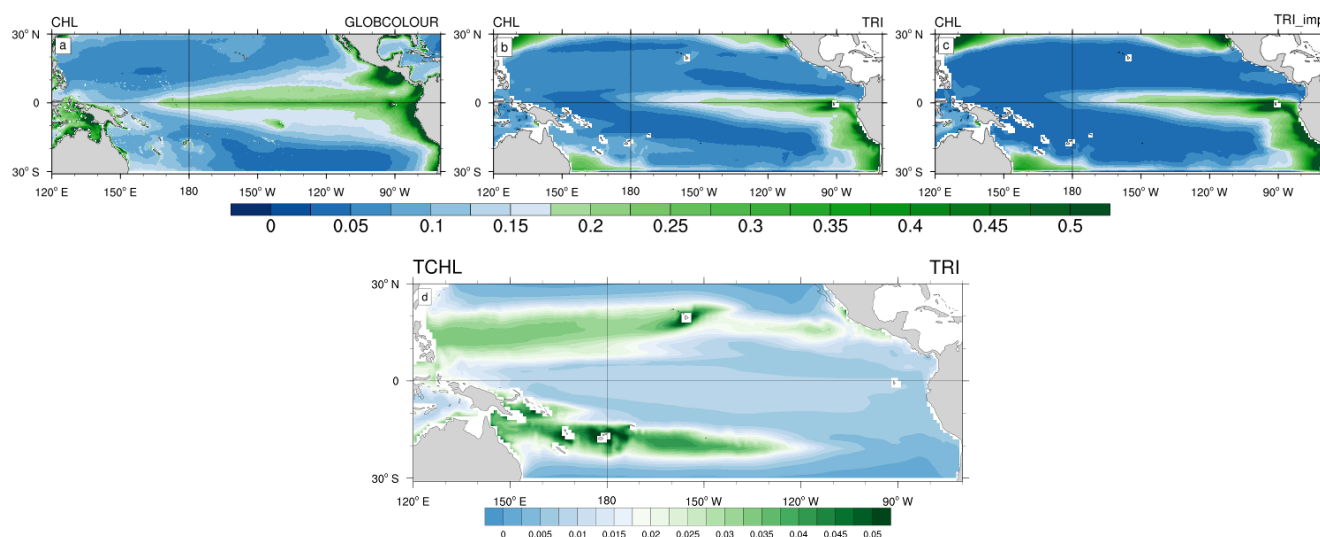 CHL GLOBCOLOUR
CHL TRI
CHL TRI_imp
a
b
c
30° N
0
30° S
120° E 150° E 180 150° W 120° W 90° W
30° N
0
30° S
120° E 150° E 180 150° W 120° W 90° W
30° N
0
30° S
120° E 150° E 180 150° W 120° W 90° W
0 0.05 0.1 0.15 0.2 0.25 0.3 0.35 0.4 0.45 0.5
TCHL TRI
d
30° N
0
30° S
120° E 150° E 180 150° W 120° W 90° W
0 0.005 0.01 0.015 0.02 0.025 0.03 0.035 0.04 0.045 0.05